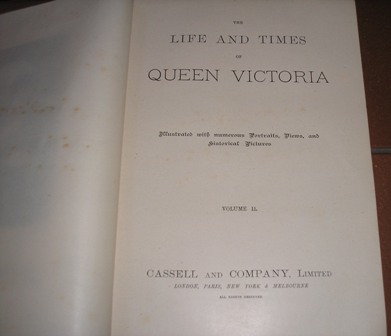 THE
LIFE AND TIMES
OF
QUEEN VICTORIA
Illustrated with numerous Portraits, Views, and
Historical Pictures
VOLUME II.
CASSELL AND COMPANY, LIMITED
LONDON, PARIS, NEW YORK & MELBOURNE
ALL RIGHTS RESERVED